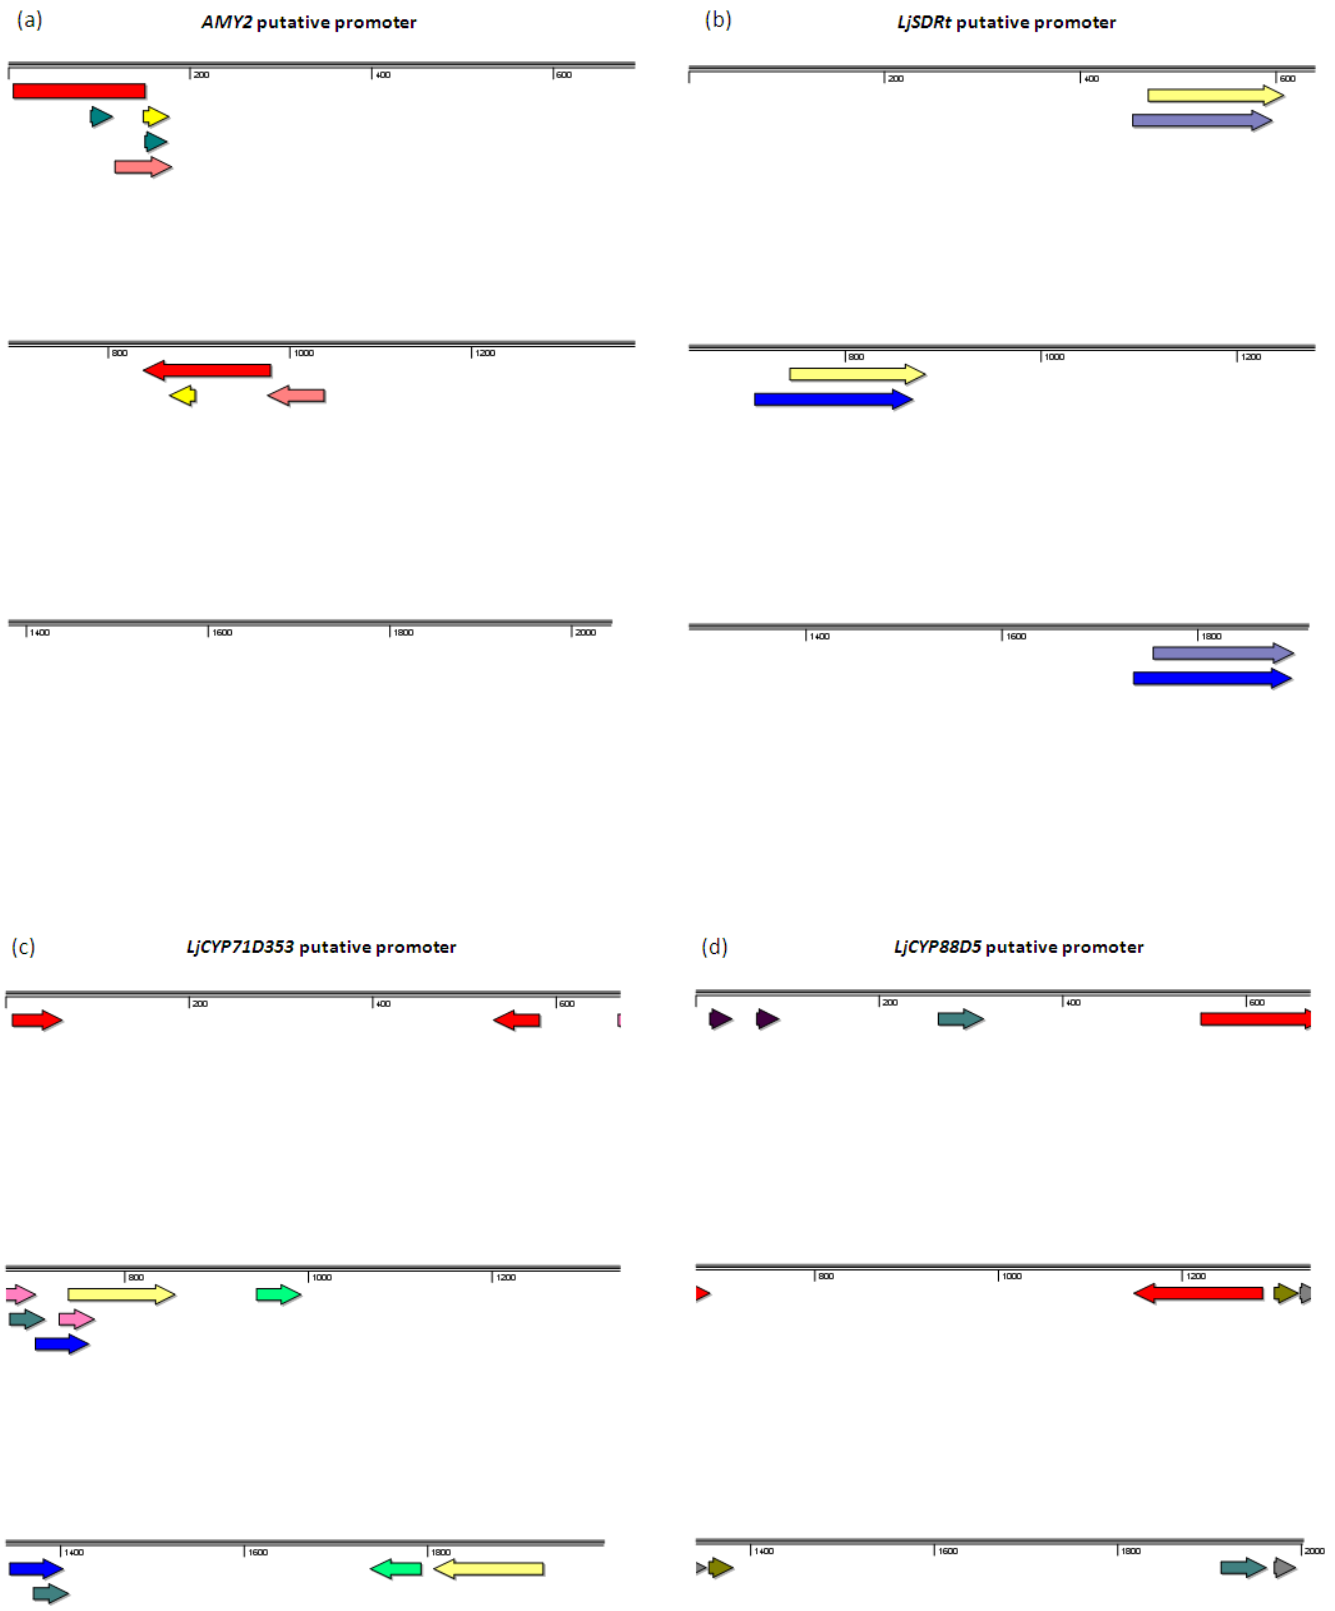 (a) AMY2 putative promoter
200 400 600
800 1000 1200
1400 1600 1800 2000
(b) LjSDRt putative promoter
200 400 600
800 1000 1200
1400 1600 1800
(c) LjCYP71D353 putative promoter
200 400 600
800 1000 1200
1400 1600 1800
(d) LjCYP88D5 putative promoter
200 400 600
800 1000 1200
1400 1600 1800 2000